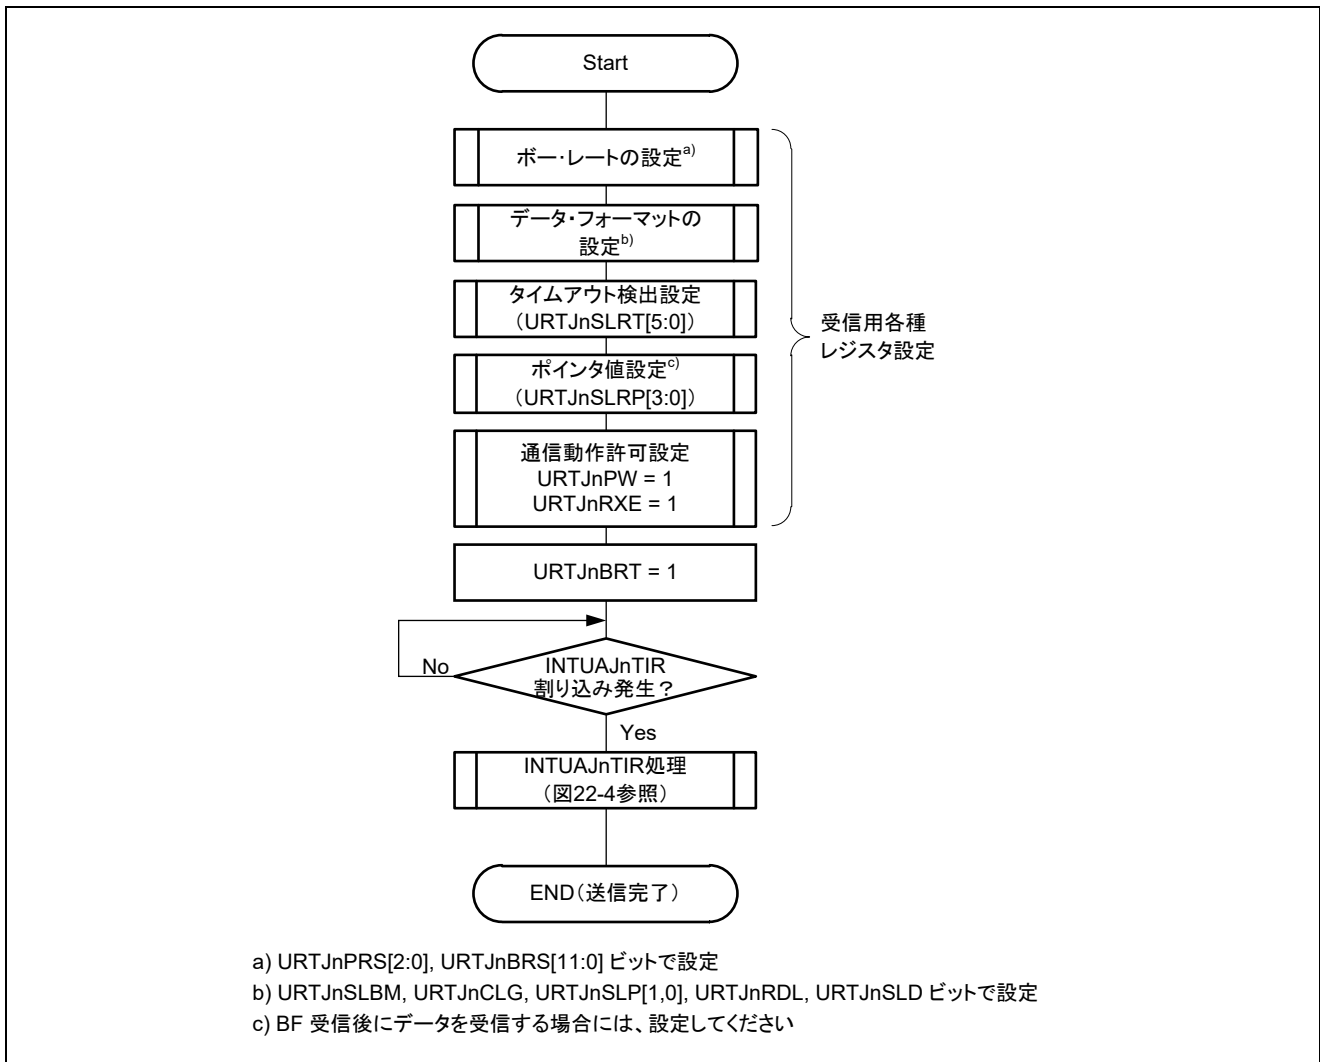 Start
ボー・レートの設定a)
データ・フォーマットの
設定b)
タイムアウト検出設定
（URTJnSLRT[5:0]）
ポインタ値設定c)
（URTJnSLRP[3:0]）
通信動作許可設定
URTJnPW = 1
URTJnRXE = 1
受信用各種
レジスタ設定
URTJnBRT = 1
No
INTUAJnTIR
割り込み発生？
Yes
INTUAJnTIR処理
（図22-4参照）
END（送信完了）
a) URTJnPRS[2:0], URTJnBRS[11:0] ビットで設定
b) URTJnSLBM, URTJnCLG, URTJnSLP[1,0], URTJnRDL, URTJnSLD ビットで設定
c) BF 受信後にデータを受信する場合には、設定してください